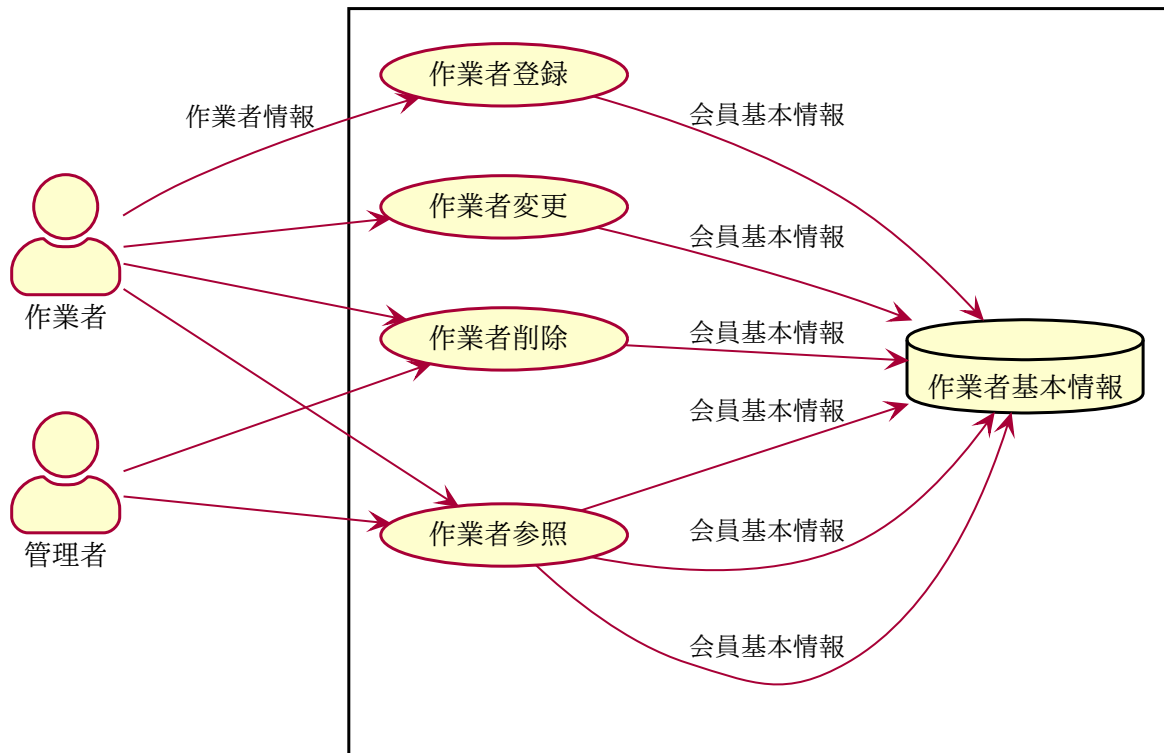 作業者登録
会員基本情報
作業者情報
作業者変更
会員基本情報
作業者
作業者削除
会員基本情報
作業者基本情報
会員基本情報
作業者参照
会員基本情報
管理者
会員基本情報